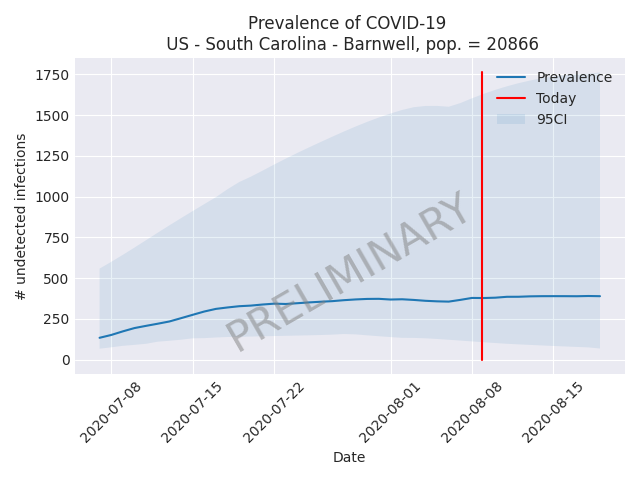 Prevalence of COVID-19
US - South Carolina - Barnwell, pop. = 20866
1750
1500
1250
1000
750
500
250
0
# undetected infections
Prevalence
Today
95CI
PRELIMINARY
2020-07-08
2020-07-15
2020-07-22
2020-08-01
2020-08-08
2020-08-15
Date